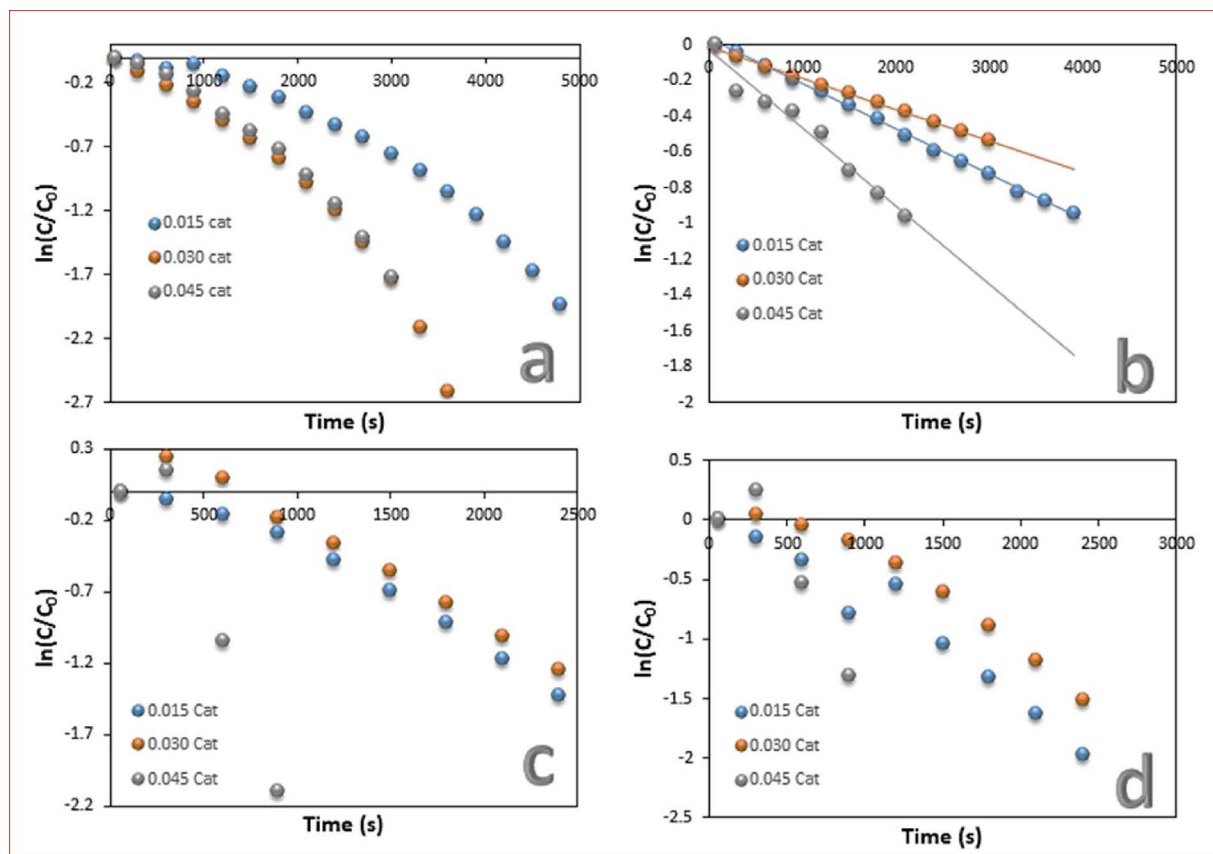 -0.2
0 1000 2000 3000 4000 5000
-0.7
-1.2
-1.7
-2.2
-2.7
ln(C/C0)
0.015 cat
0.030 cat
0.045 cat
a
Time (s)
0
-0.2
-0.4
-0.6
-0.8
-1
-1.2
-1.4
-1.6
-1.8
-2
0 1000 2000 3000 4000 5000
ln(C/C0)
0.015 Cat
0.030 Cat
0.045 Cat
b
Time (s)
0.3
-0.2
-0.7
-1.2
-1.7
-2.2
0 500 1000 1500 2000 2500
ln(C/C0)
0.015 Cat
0.030 Cat
0.045 Cat
c
Time (s)
0.5
0
-0.5
-1
-1.5
-2
-2.5
0 500 1000 1500 2000 2500 3000
ln(C/C0)
0.015 Cat
0.030 Cat
0.045 Cat
d
Time (s)